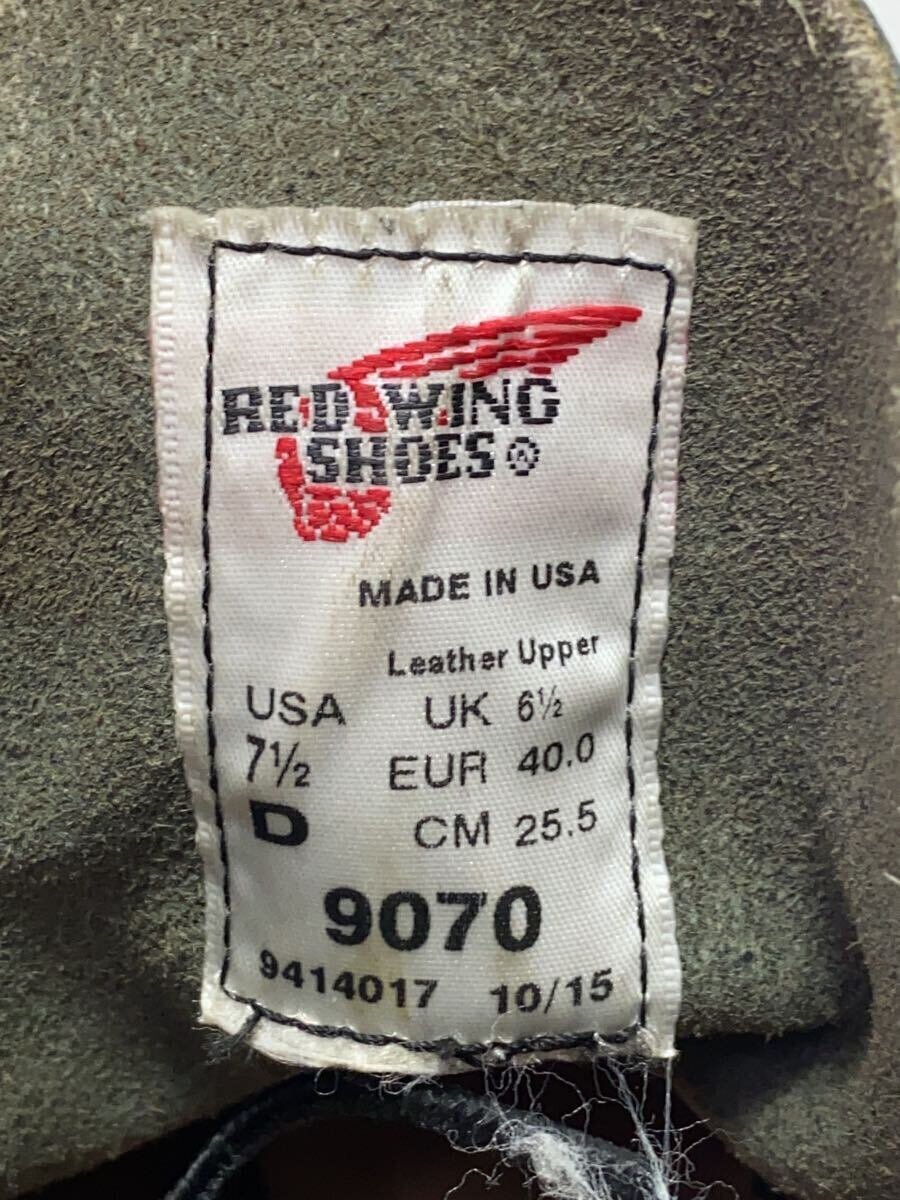 RED WING
SHOES®
MADE IN USA
Leather Upper
USA UK 6½
7½ EUR 40.0
D CM 25.5
9070
9414017 10/15